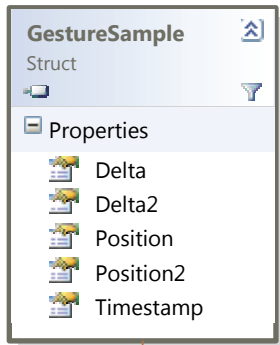 GestureSample
Struct
Properties
Delta
Delta2
Position
Position2
Timestamp